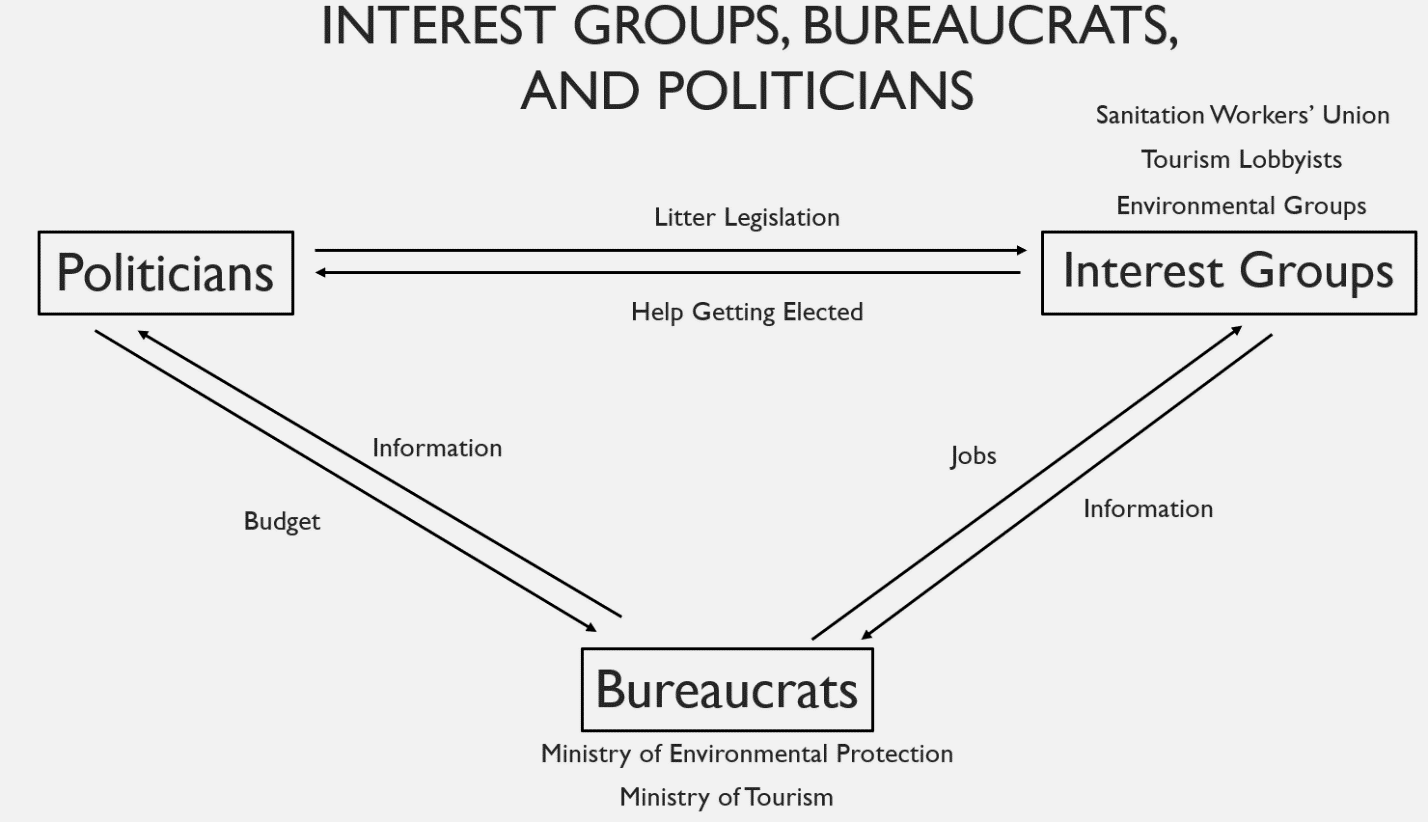 INTEREST GROUPS, BUREAUCRATS,
AND POLITICIANS
Sanitation Workers' Union
Tourism Lobbyists
Environmental Groups
Litter Legislation
Politicians
Interest Groups
Help Getting Elected
Information
Jobs
Budget
Information
Bureaucrats
Ministry of Environmental Protection
Ministry of Tourism